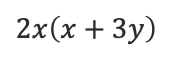 2x(x + 3y)